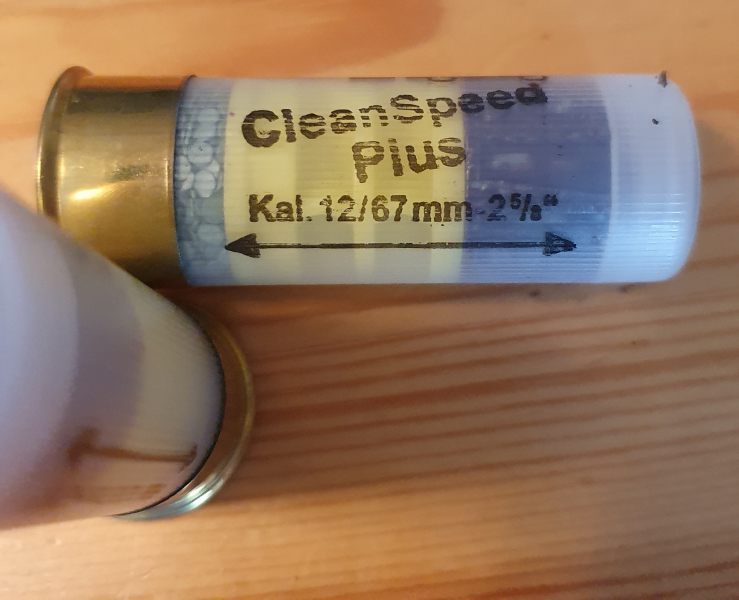 CleanSpeed
Plus
Kal. 12/67mm-2⁵/₈"